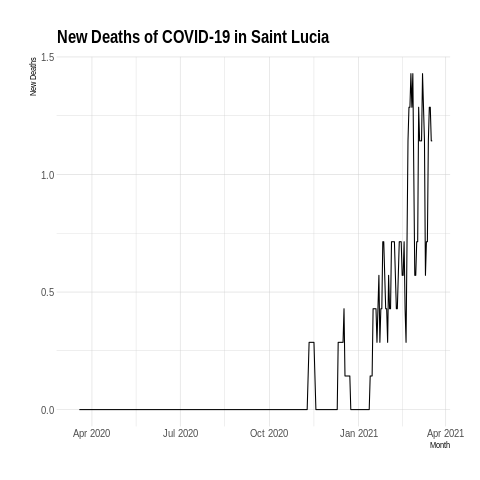 New Deaths of COVID-19 in Saint Lucia
New Deaths
1.5
1.0
0.5
0.0
Apr 2020 Jul 2020 Oct 2020 Jan 2021 Apr 2021
Month